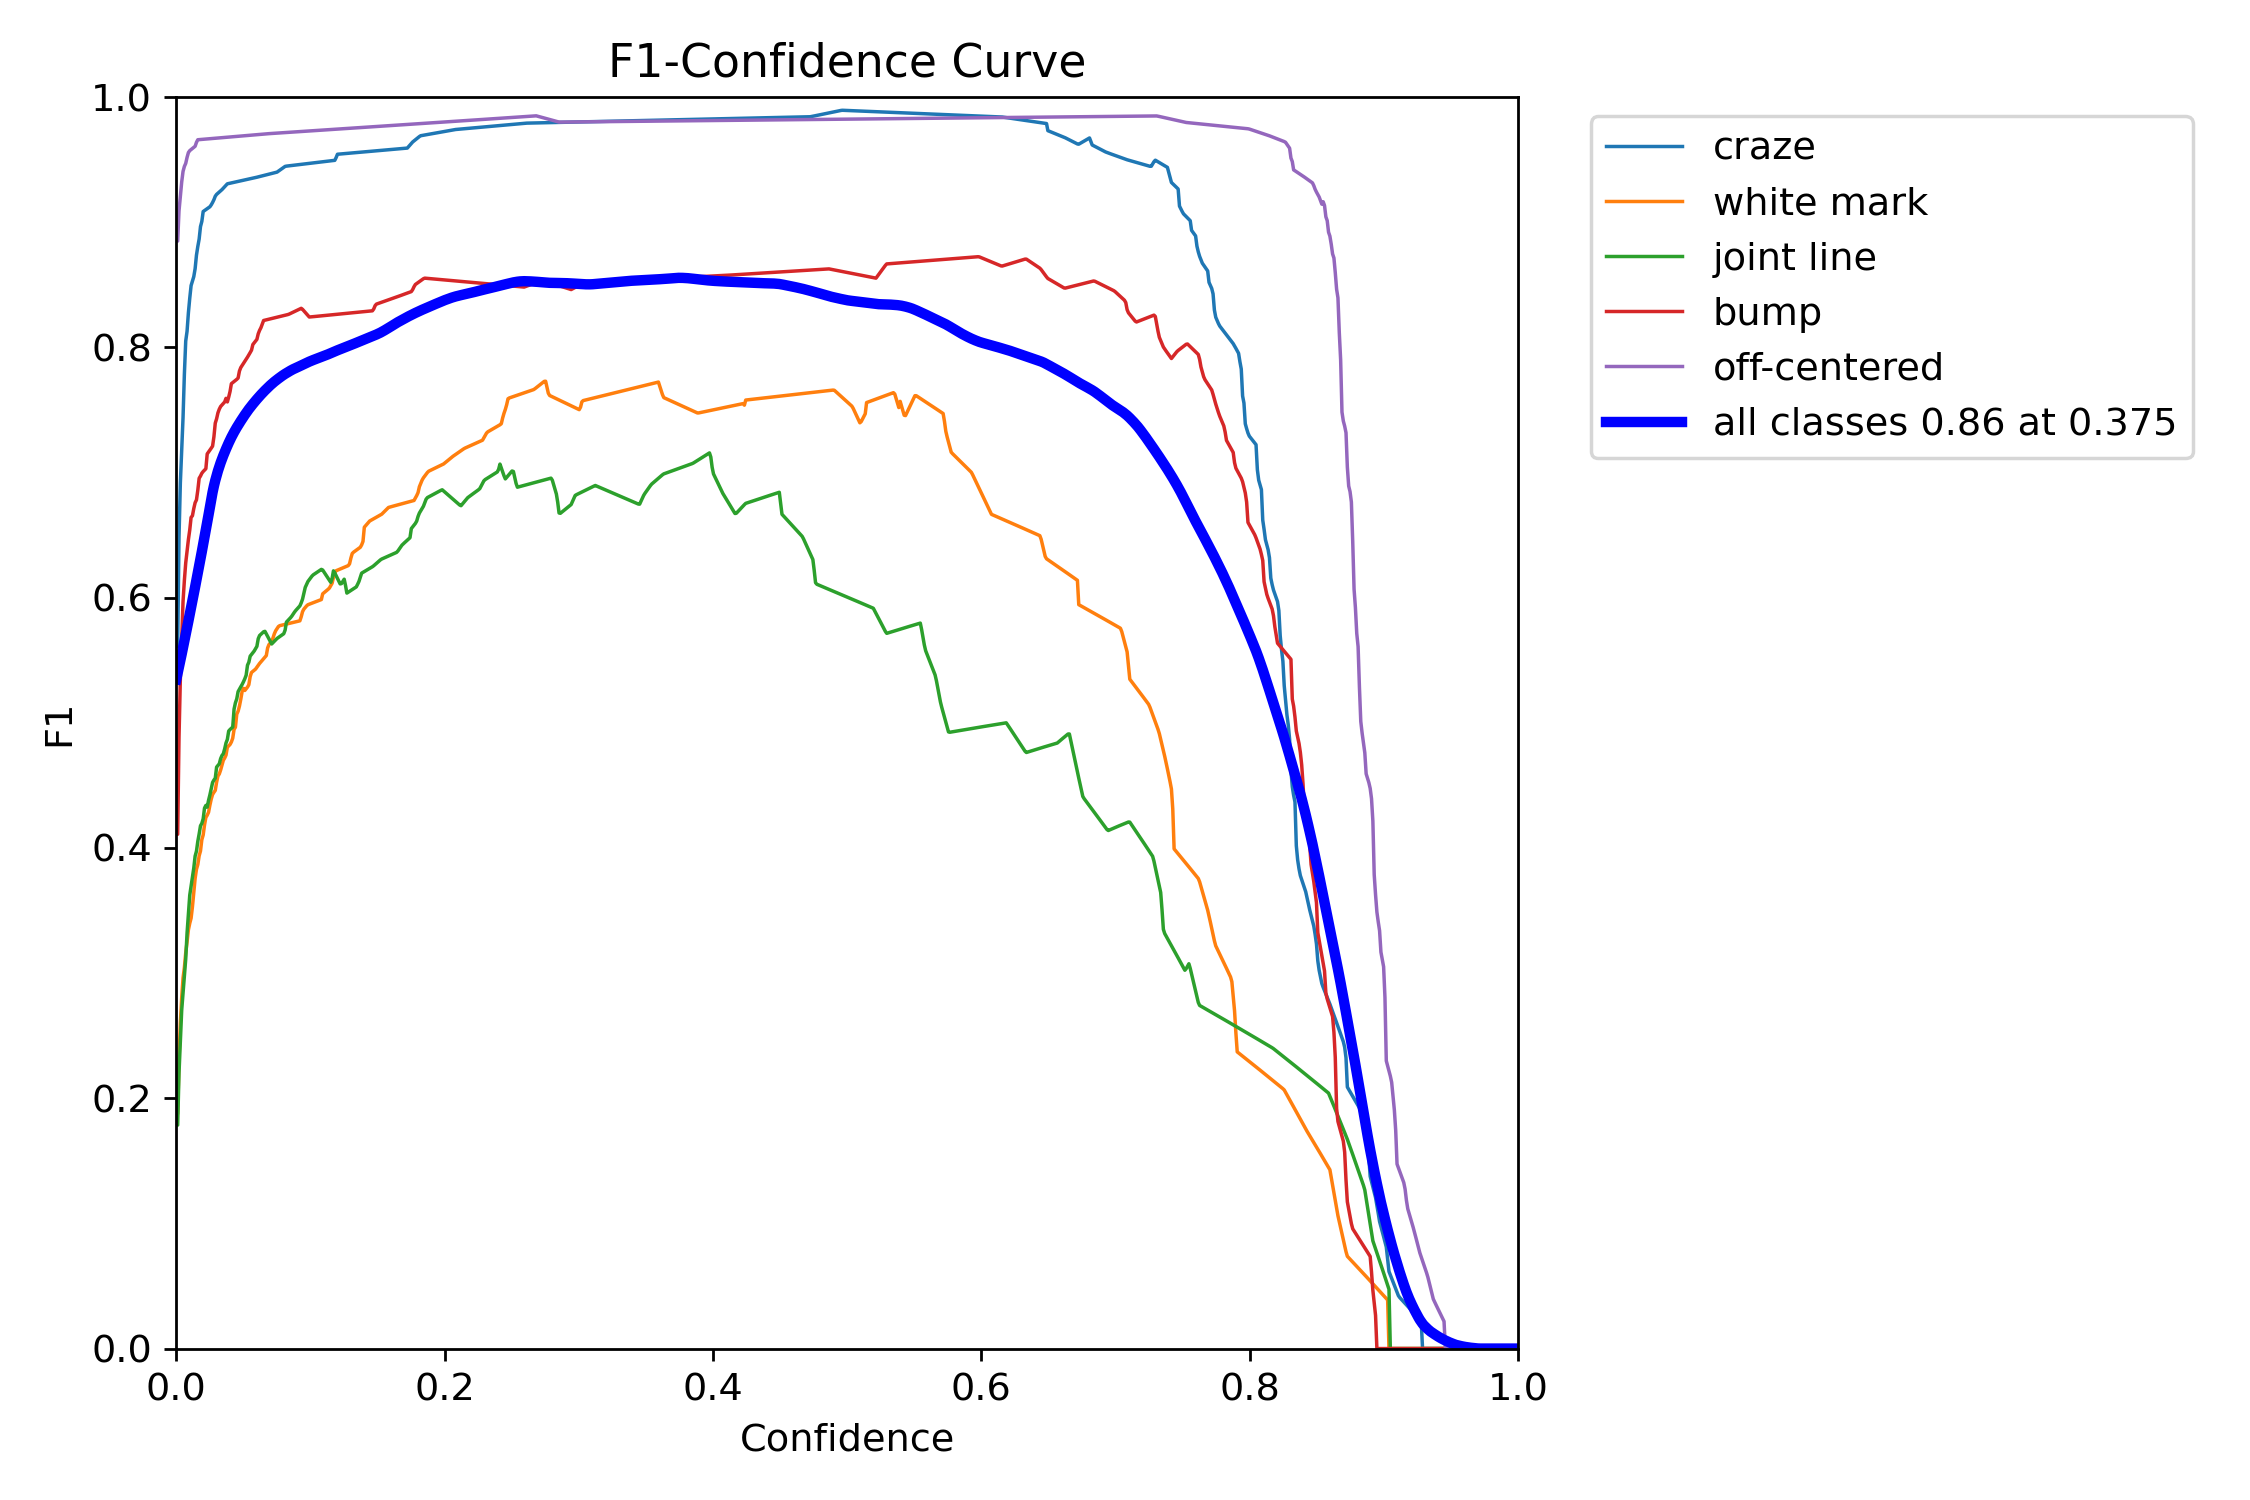 F1-Confidence Curve
1.0
0.8
0.6
0.4
0.2
0.0
F1
0.0 0.2 0.4 0.6 0.8 1.0
Confidence
craze
white mark
joint line
bump
off-centered
all classes 0.86 at 0.375